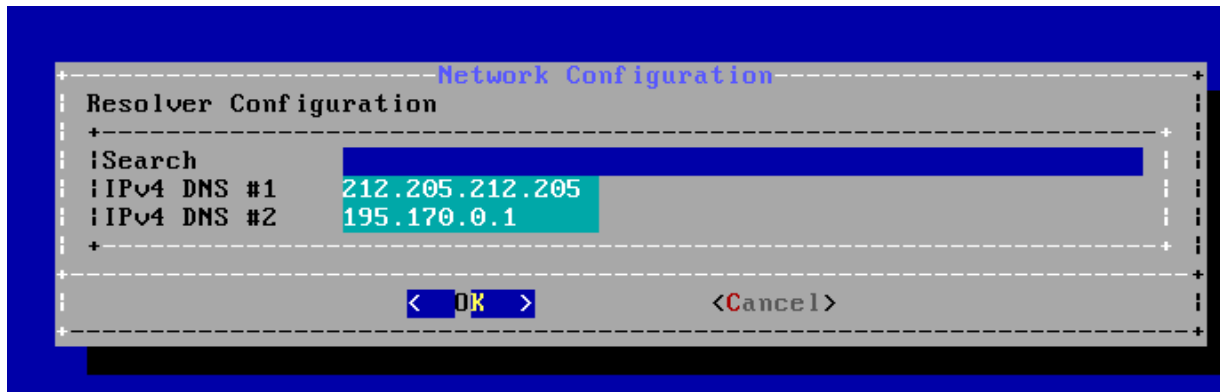 Network Configuration
Resolver Configuration
Search
IPv4 DNS #1 212.205.212.205
IPv4 DNS #2 195.170.0.1
< OK > <Cancel>